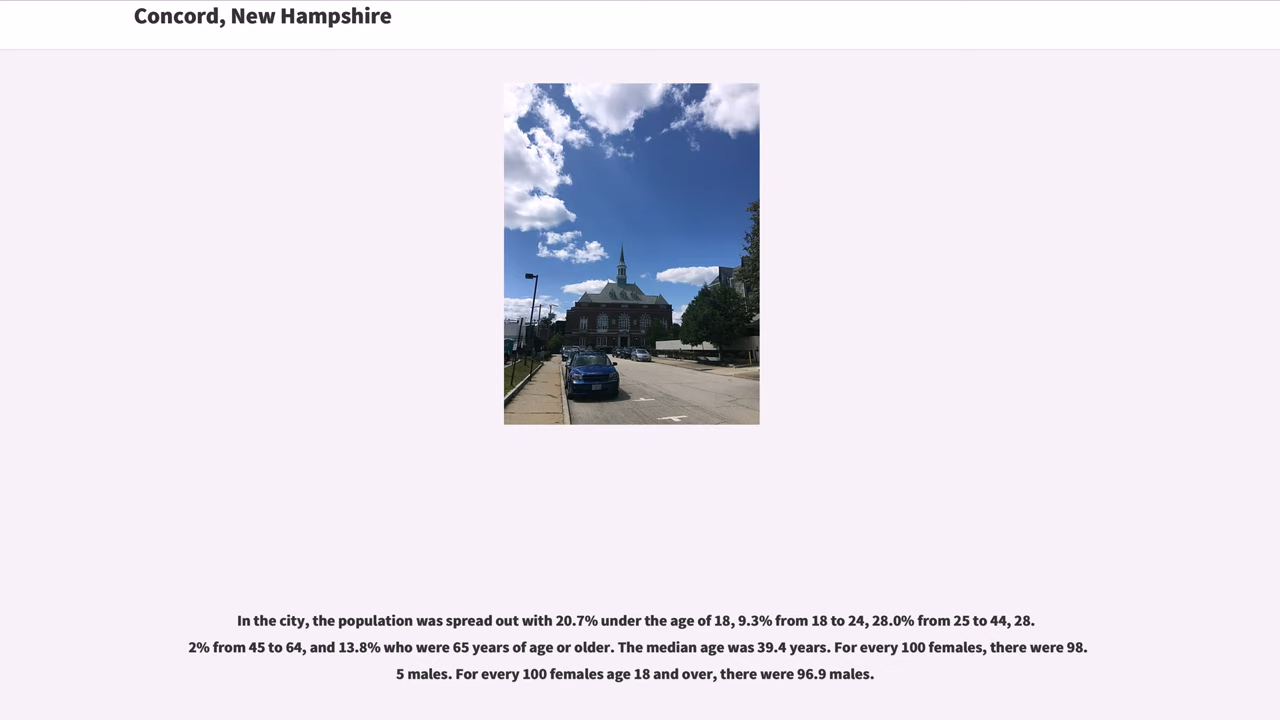 Concord, New Hampshire
In the city, the population was spread out with 20.7% under the age of 18, 9.3% from 18 to 24, 28.0% from 25 to 44, 28.
2% from 45 to 64, and 13.8% who were 65 years of age or older. The median age was 39.4 years. For every 100 females, there were 98.
5 males. For every 100 females age 18 and over, there were 96.9 males.